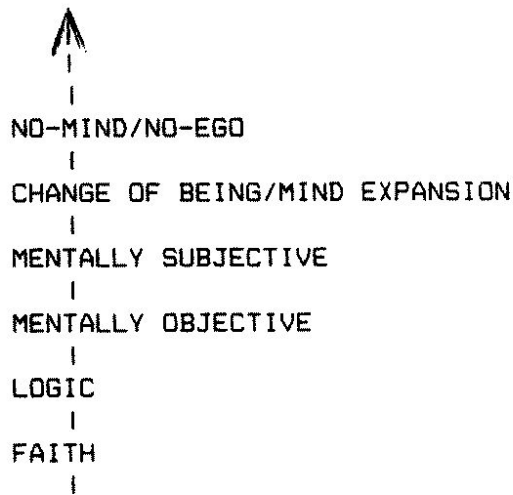 NO-MIND/NO-EGO
CHANGE OF BEING/MIND EXPANSION
MENTALLY SUBJECTIVE
MENTALLY OBJECTIVE
LOGIC
FAITH